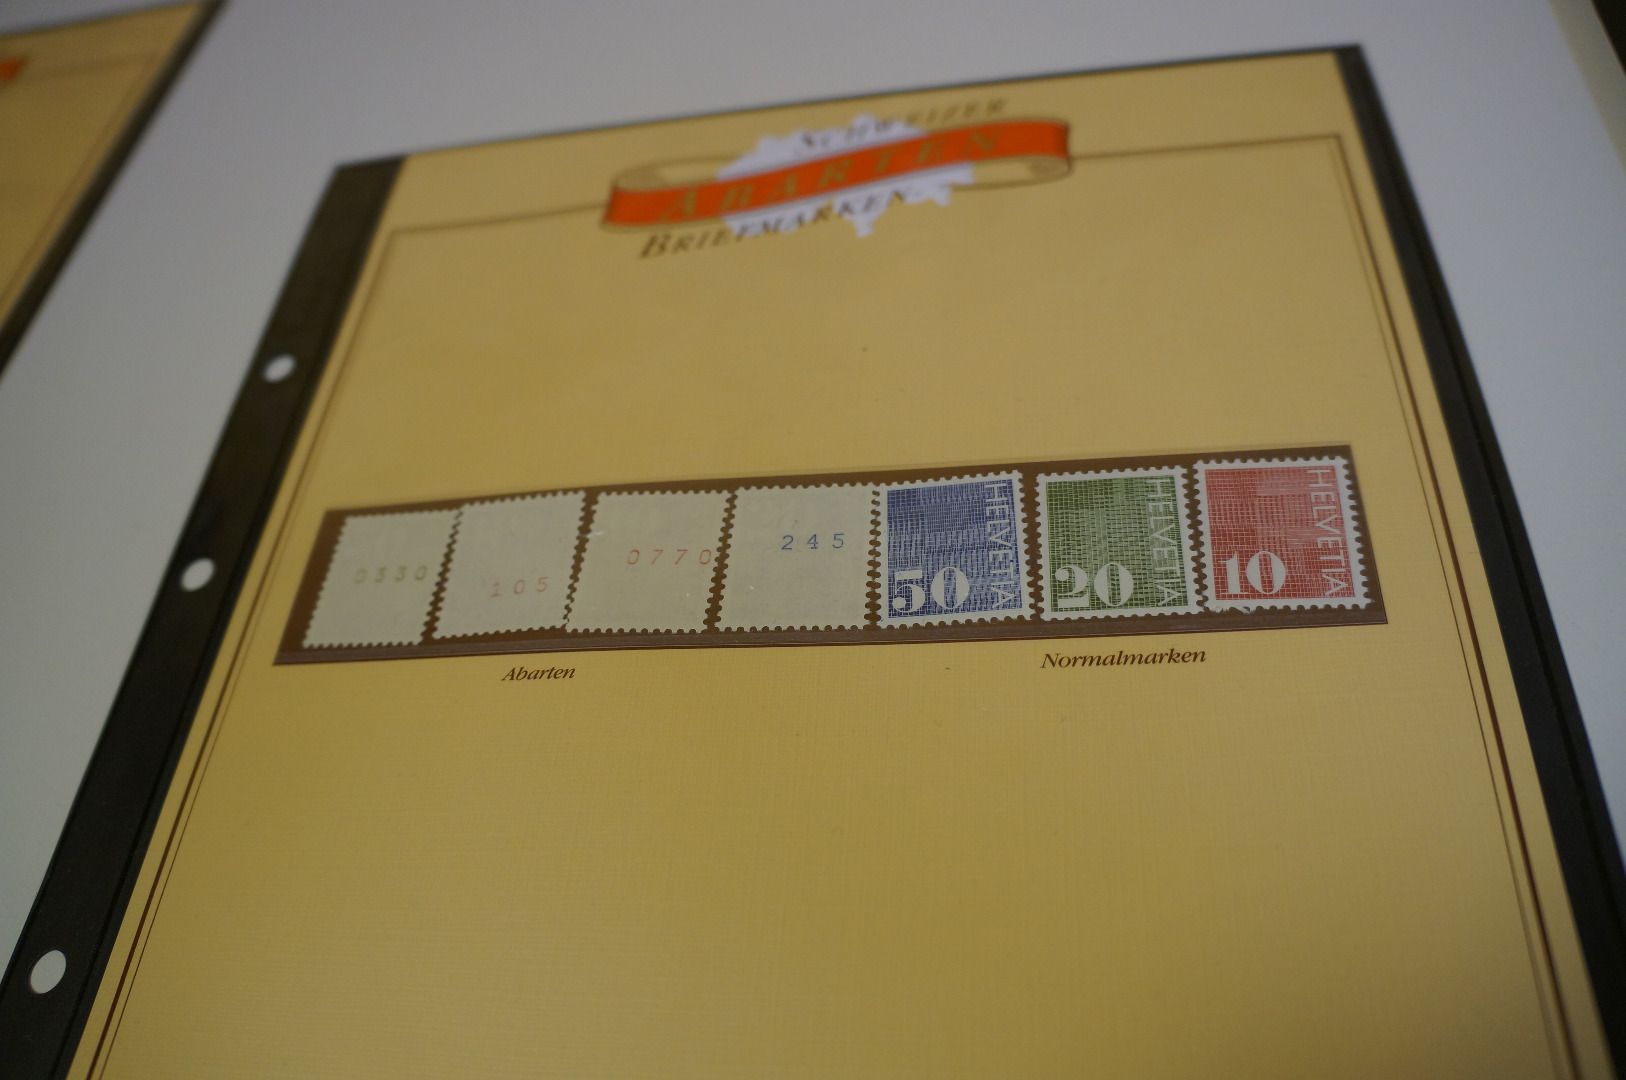 SCHWEIZER
ABARTEN
BRIEFMARKEN
0330
105
0770
245
HELVETIA
50
HELVETIA
20
HELVETIA
10
Abarten
Normalmarken